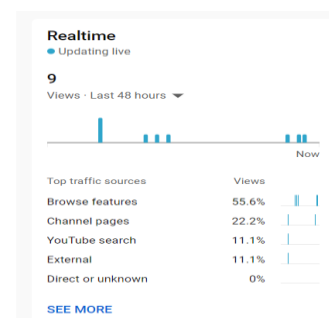 Realtime
Updating live
9
Views · Last 48 hours
Now
Top traffic sources Views
Browse features 55.6%
Channel pages 22.2%
YouTube search 11.1%
External 11.1%
Direct or unknown 0%
SEE MORE